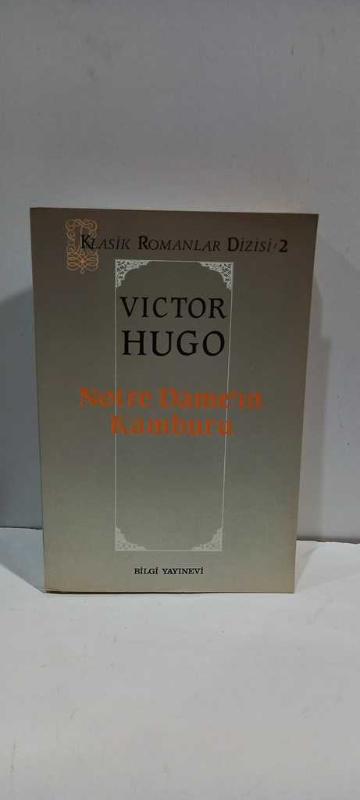 KLASİK ROMANLAR DİZİSİ/2
VICTOR
HUGO
Notre Dame'ın
Kamburu
BİLGİ YAYINEVİ